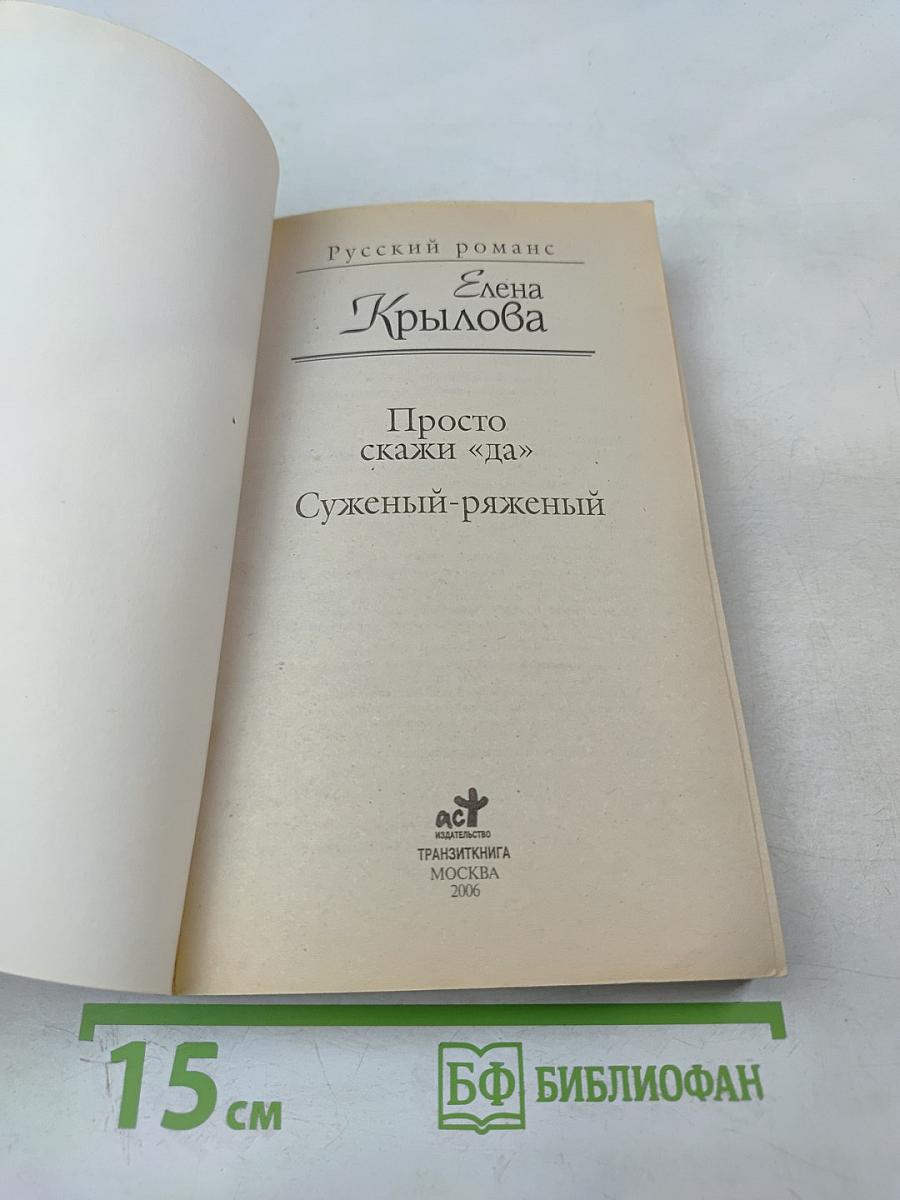 Русский романс
Елена
Крылова
Просто
скажи «да»
Суженый-ряженый
аст
ИЗДАТЕЛЬСТВО
ТРАНЗИТКНИГА
МОСКВА
2006
15 см
БФ БИБЛИОФАН